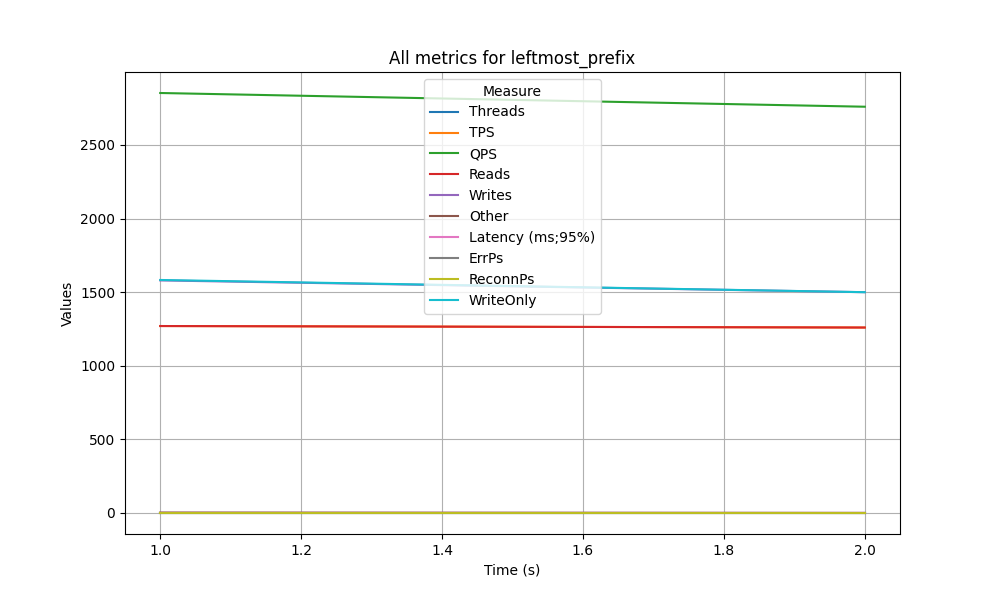 All metrics for leftmost_prefix
Measure
Threads
TPS
QPS
Reads
Writes
Other
Latency (ms;95%)
ErrPs
ReconnPs
WriteOnly
Values
2500
2000
1500
1000
500
0
1.0 1.2 1.4 1.6 1.8 2.0
Time (s)